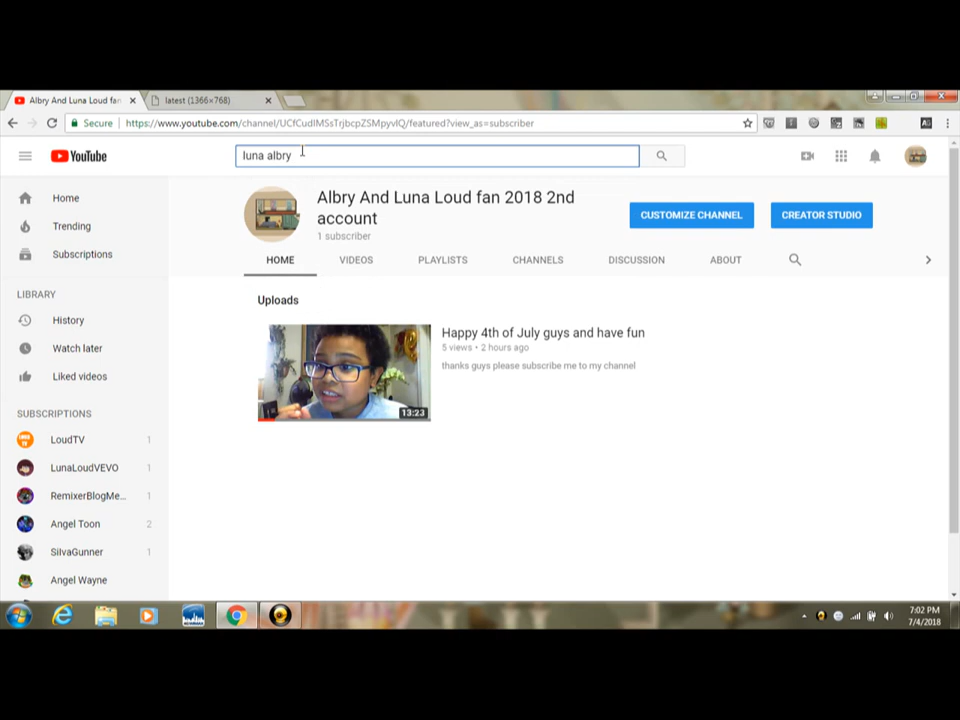 Albry And Luna Loud fan
latest (1366×768)
Secure
https://www.youtube.com/channel/UCfCudIMSsTrjbcpZSMpyvlQ/featured?view_as=subscriber
YouTube
luna albry
Home
Trending
Subscriptions
LIBRARY
History
Watch later
Liked videos
SUBSCRIPTIONS
LoudTV 1
LunaLoudVEVO 1
RemixerBlogMe... 1
Angel Toon 2
SilvaGunner 1
Angel Wayne
Albry And Luna Loud fan 2018 2nd
account
1 subscriber
CUSTOMIZE CHANNEL
CREATOR STUDIO
HOME
VIDEOS
PLAYLISTS
CHANNELS
DISCUSSION
ABOUT
Uploads
Happy 4th of July guys and have fun
5 views • 2 hours ago
thanks guys please subscribe me to my channel
13:23
7:02 PM
7/4/2018